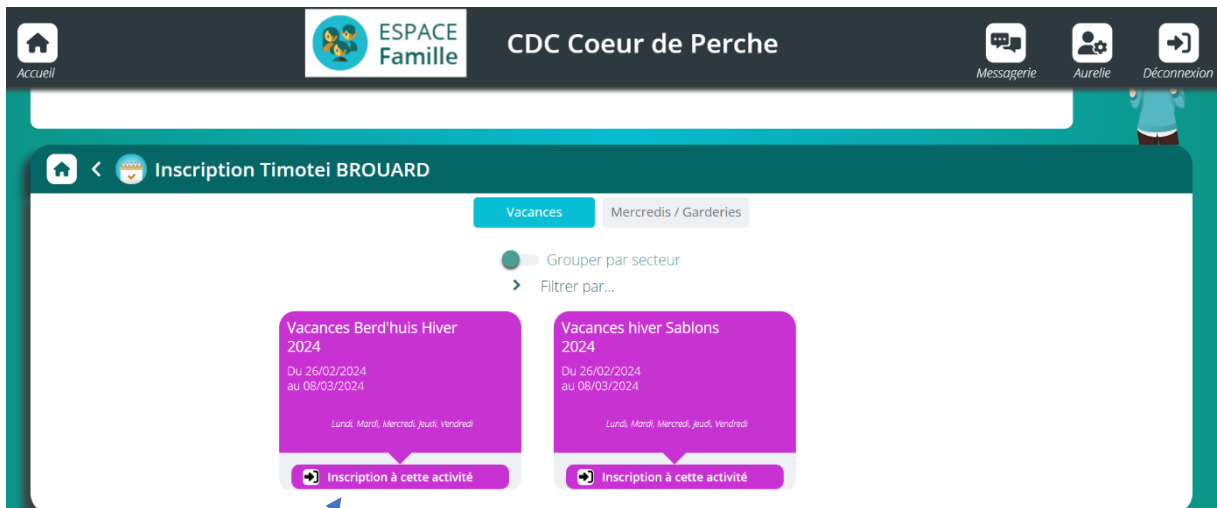 ESPACE
Famille
CDC Coeur de Perche
Accueil
Messagerie
Aurelie
Déconnexion
Inscription Timotei BROUARD
Vacances
Mercredis / Garderies
Grouper par secteur
Filtrer par...
Vacances Berd'huis Hiver
2024
Du 26/02/2024
au 08/03/2024
Lundi, Mardi, Mercredi, Jeudi, Vendredi
Inscription à cette activité
Vacances hiver Sablons
2024
Du 26/02/2024
au 08/03/2024
Lundi, Mardi, Mercredi, Jeudi, Vendredi
Inscription à cette activité